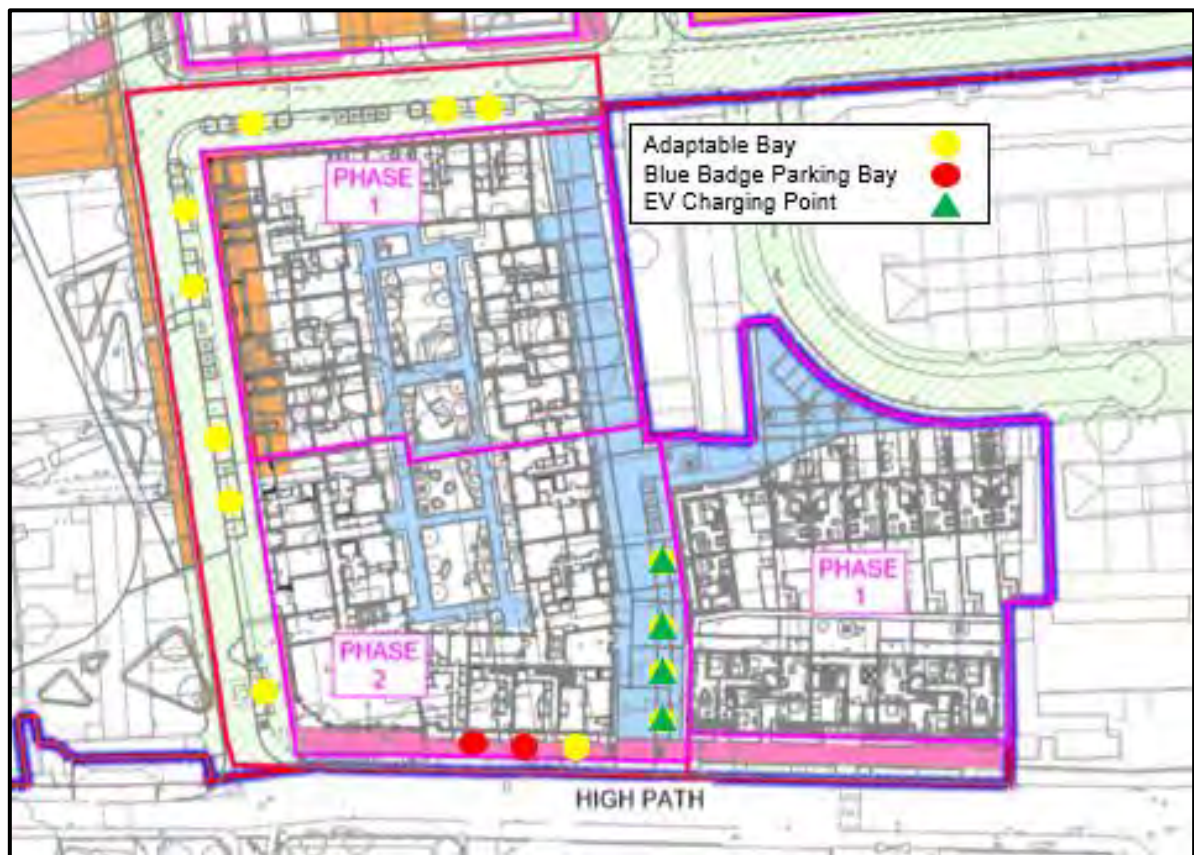 PHASE
1
Adaptable Bay
Blue Badge Parking Bay
EV Charging Point
PHASE
1
PHASE
2
HIGH PATH